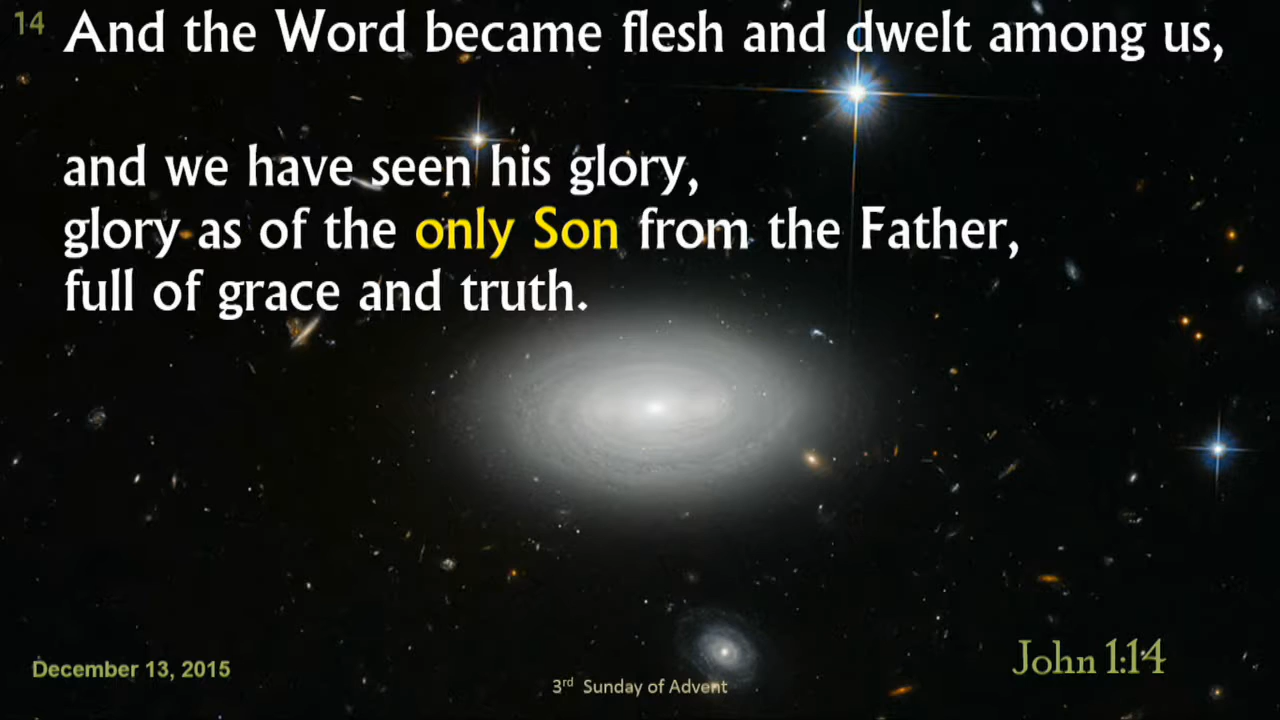 14 And the Word became flesh and dwelt among us,
and we have seen his glory,
glory as of the only Son from the Father,
full of grace and truth.
John 1:14
December 13, 2015
3rd Sunday of Advent